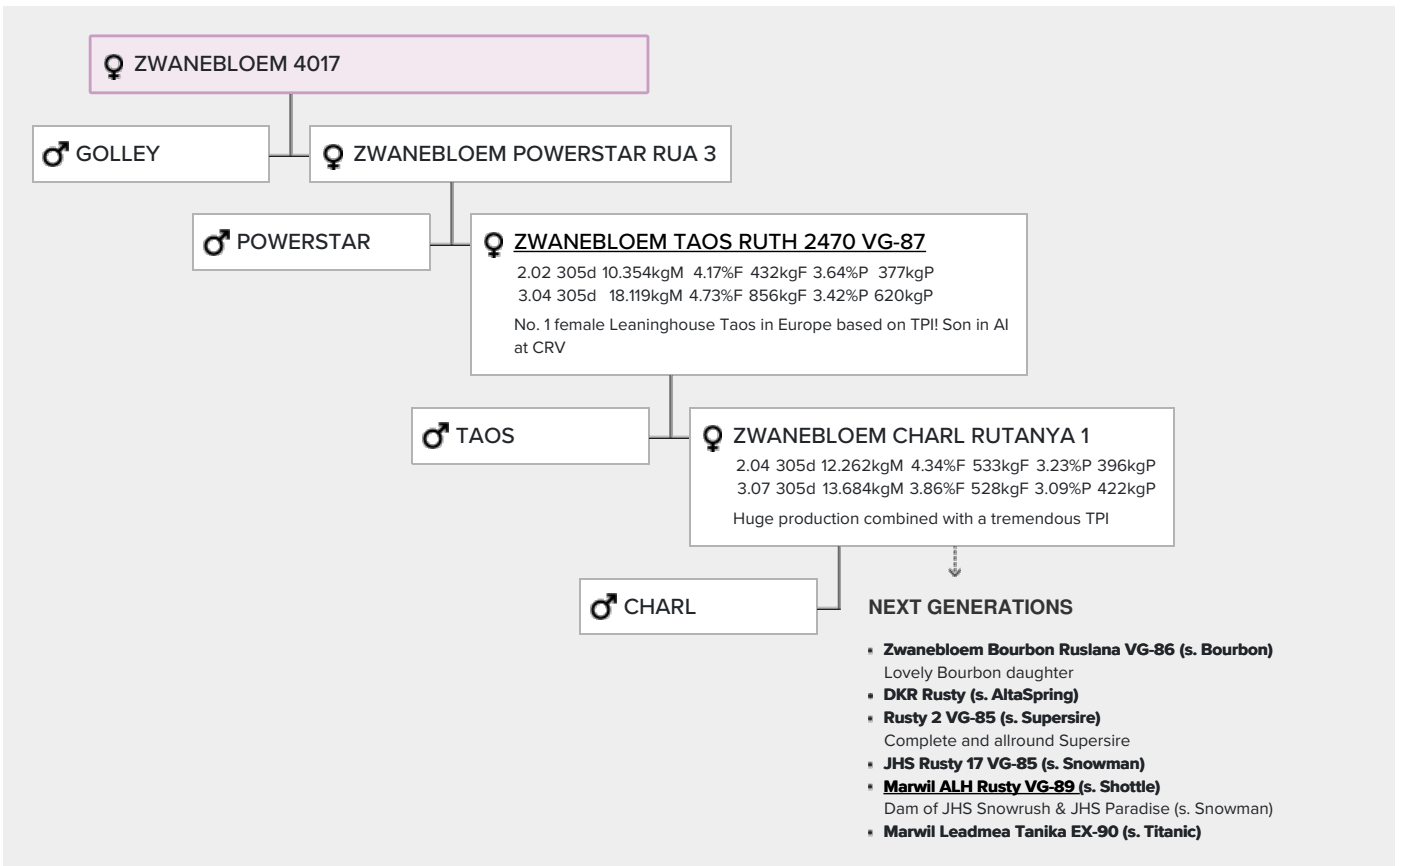 ZWANEBLOEM 4017
GOLLEY
ZWANEBLOEM POWERSTAR RUA 3
POWERSTAR
ZWANEBLOEM TAOS RUTH 2470 VG-87
2.02 305d 10.354kgM 4.17%F 432kgF 3.64%P 377kgP
3.04 305d 18.119kgM 4.73%F 856kgF 3.42%P 620kgP
No. 1 female Leaninghouse Taos in Europe based on TPI! Son in AI
at CRV
TAOS
ZWANEBLOEM CHARL RUTANYA 1
2.04 305d 12.262kgM 4.34%F 533kgF 3.23%P 396kgP
3.07 305d 13.684kgM 3.86%F 528kgF 3.09%P 422kgP
Huge production combined with a tremendous TPI
CHARL
NEXT GENERATIONS
Zwanebloem Bourbon Ruslana VG-86 (s. Bourbon)
Lovely Bourbon daughter
DKR Rusty (s. AltaSpring)
Rusty 2 VG-85 (s. Supersire)
Complete and allround Supersire
JHS Rusty 17 VG-85 (s. Snowman)
Marwil ALH Rusty VG-89 (s. Shottle)
Dam of JHS Snowrush & JHS Paradise (s. Snowman)
Marwil Leadmea Tanika EX-90 (s. Titanic)